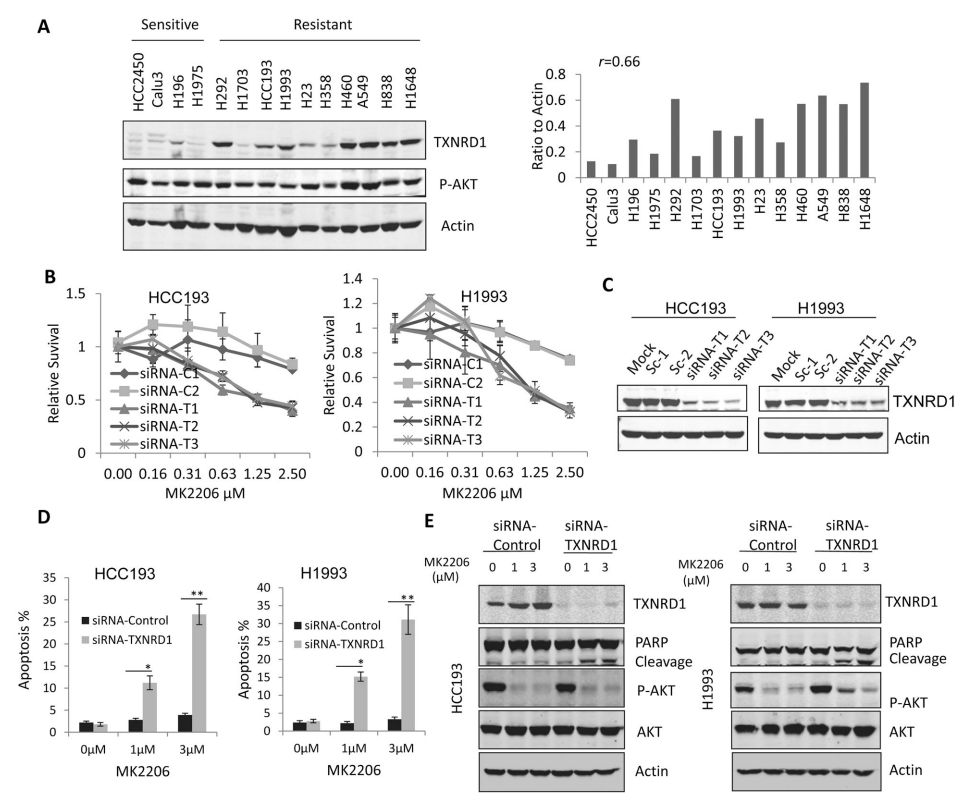 A
Sensitive Resistant
HCC2450 Calu3 H196 H1975 H292 H1703 HCC193 H1993 H23 H358 H460 A549 H838 H1648
TXNRD1
P-AKT
Actin
r=0.66
Ratio to Actin
0.8
0.6
0.4
0.2
0
HCC2450 Calu3 H196 H1975 H292 H1703 HCC193 H1993 H23 H358 H460 A549 H838 H1648
B
HCC193
Relative Suvival
1.5
1
0.5
0
siRNA-C1
siRNA-C2
siRNA-T1
siRNA-T2
siRNA-T3
0.00 0.16 0.31 0.63 1.25 2.50
MK2206 µM
H1993
Relative Suvival
1.4
1.2
1
0.8
0.6
0.4
0.2
0
siRNA-C1
siRNA-C2
siRNA-T1
siRNA-T2
siRNA-T3
0.00 0.16 0.31 0.63 1.25 2.50
MK2206 µM
C
HCC193 H1993
Mock Sc-1 Sc-2 siRNA-T1 siRNA-T2 siRNA-T3 Mock Sc-1 Sc-2 siRNA-T1 siRNA-T2 siRNA-T3
TXNRD1
Actin
D
HCC193
Apoptosis %
35
30
25
20
15
10
5
0
siRNA-Control
siRNA-TXNRD1
*
**
0µM 1µM 3µM
MK2206
H1993
Apoptosis %
40
35
30
25
20
15
10
5
0
siRNA-Control
siRNA-TXNRD1
*
**
0µM 1µM 3µM
MK2206
E
siRNA- siRNA-
Control TXNRD1
MK2206 0 1 3 0 1 3
(µM)
HCC193
TXNRD1
PARP
Cleavage
P-AKT
AKT
Actin
siRNA- siRNA-
Control TXNRD1
MK2206 0 1 3 0 1 3
(µM)
H1993
TXNRD1
PARP
Cleavage
P-AKT
AKT
Actin